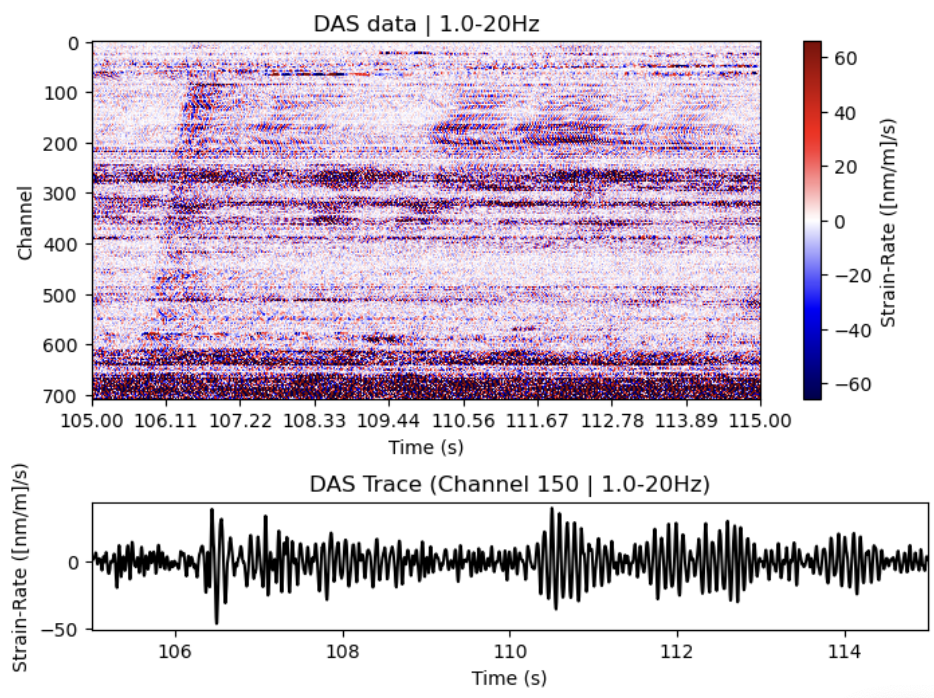 DAS data | 1.0-20Hz
0
100
200
300
400
500
600
700
Channel
105.00 106.11 107.22 108.33 109.44 110.56 111.67 112.78 113.89 115.00
Time (s)
60
40
20
0
−20
−40
−60
Strain-Rate ([nm/m]/s)
DAS Trace (Channel 150 | 1.0-20Hz)
0
−50
Strain-Rate ([nm/m]/s)
106 108 110 112 114
Time (s)